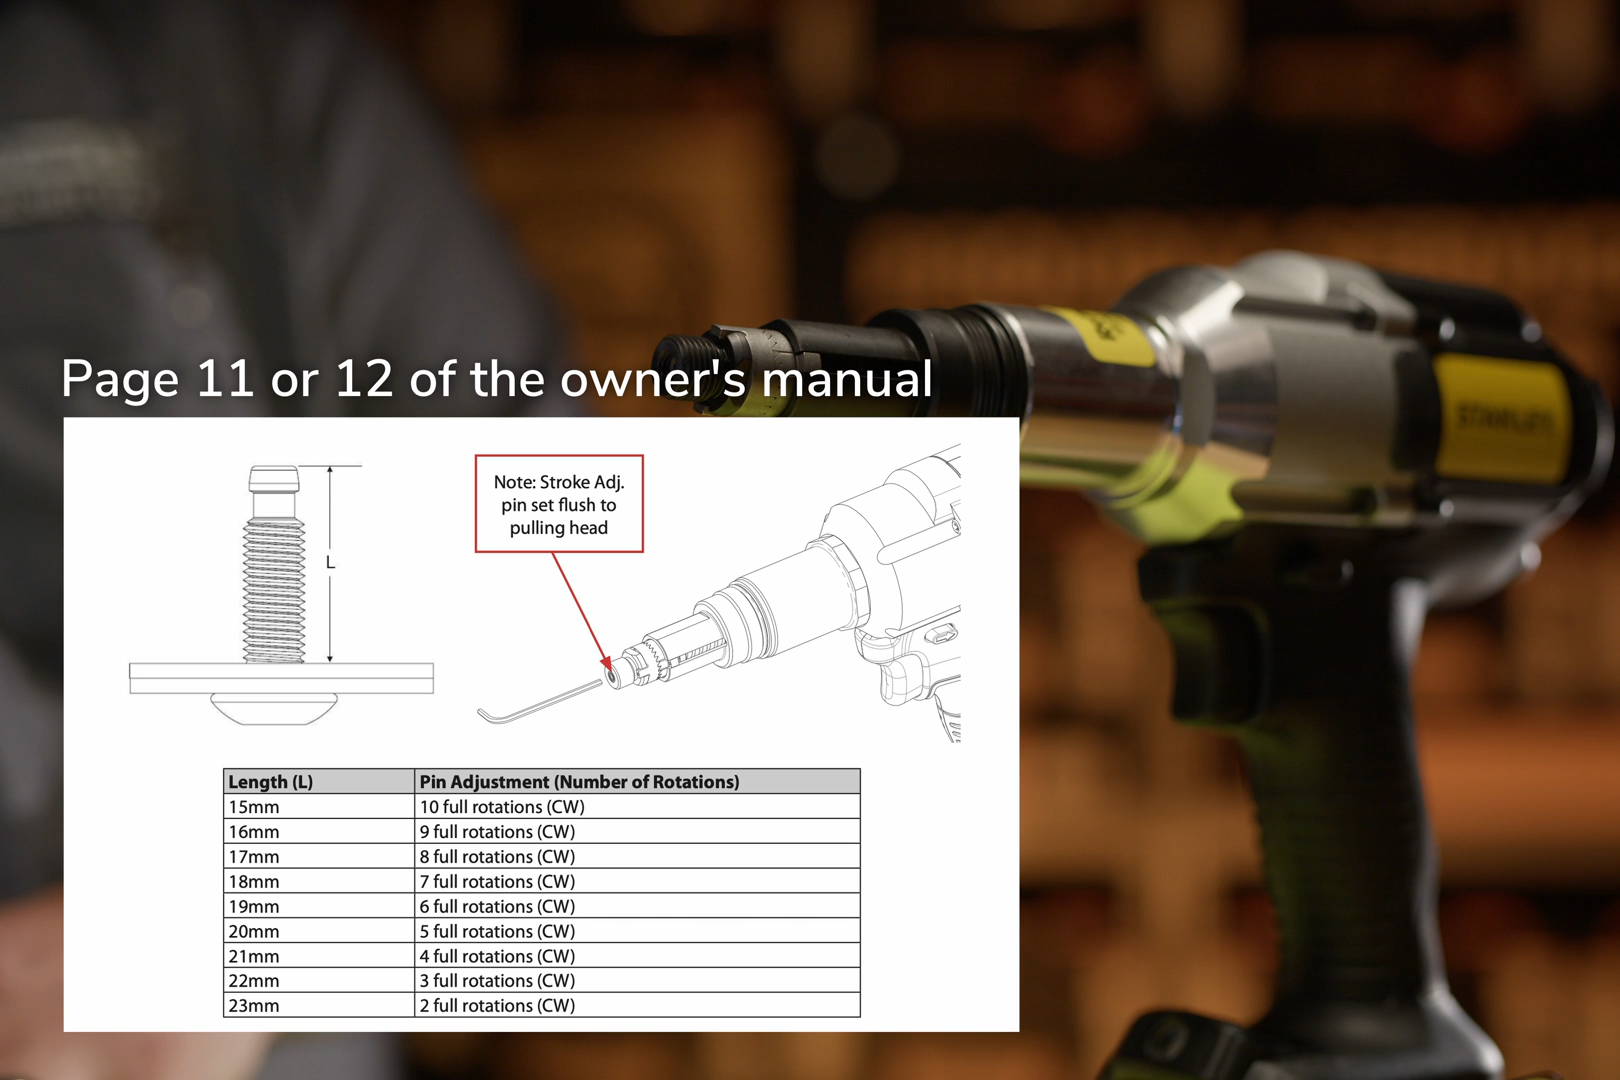 Page 11 or 12 of the owner's manual
Note: Stroke Adj.
pin set flush to
pulling head
L
Length (L) Pin Adjustment (Number of Rotations)
15mm 10 full rotations (CW)
16mm 9 full rotations (CW)
17mm 8 full rotations (CW)
18mm 7 full rotations (CW)
19mm 6 full rotations (CW)
20mm 5 full rotations (CW)
21mm 4 full rotations (CW)
22mm 3 full rotations (CW)
23mm 2 full rotations (CW)
STANLEY